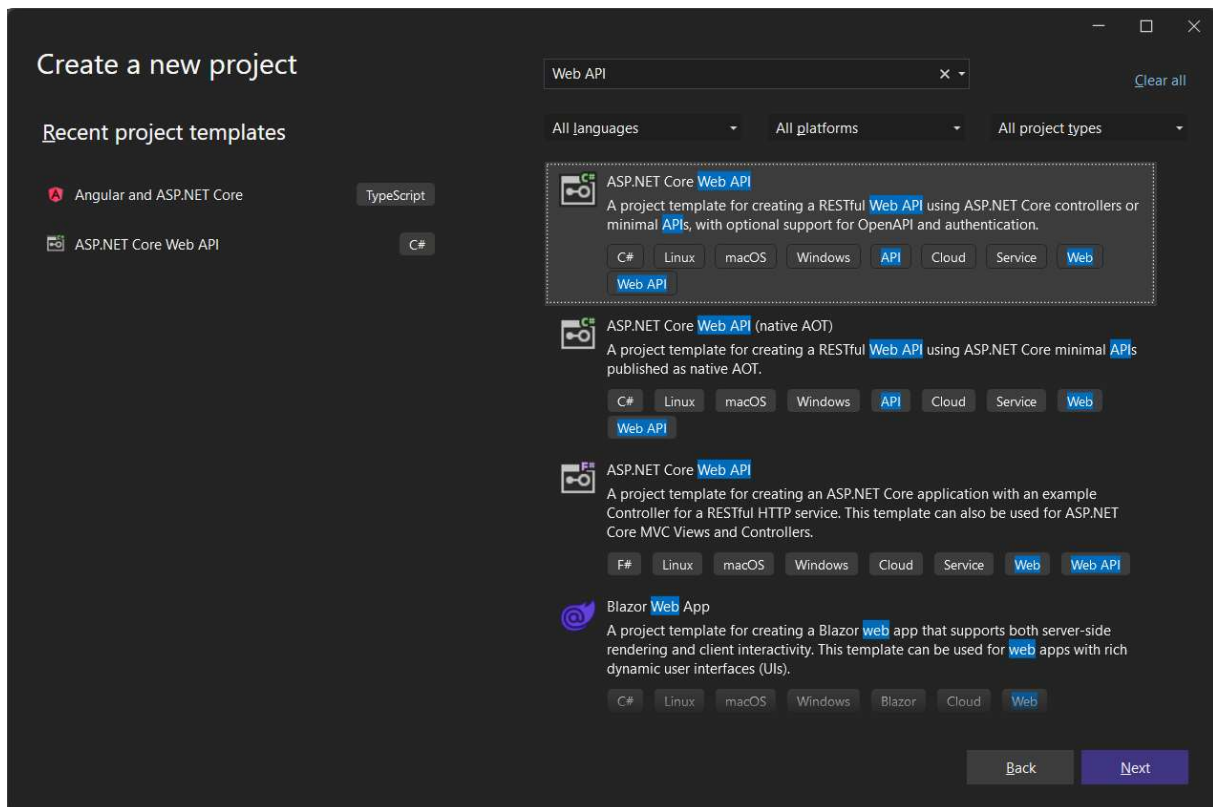 Create a new project
Recent project templates
Angular and ASP.NET Core TypeScript
ASP.NET Core Web API C#
Web API
Clear all
All languages All platforms All project types
ASP.NET Core Web API
A project template for creating a RESTful Web API using ASP.NET Core controllers or
minimal APIs, with optional support for OpenAPI and authentication.
C# Linux macOS Windows API Cloud Service Web
Web API
ASP.NET Core Web API (native AOT)
A project template for creating a RESTful Web API using ASP.NET Core minimal APIs
published as native AOT.
C# Linux macOS Windows API Cloud Service Web
Web API
ASP.NET Core Web API
A project template for creating an ASP.NET Core application with an example
Controller for a RESTful HTTP service. This template can also be used for ASP.NET
Core MVC Views and Controllers.
F# Linux macOS Windows Cloud Service Web Web API
Blazor Web App
A project template for creating a Blazor web app that supports both server-side
rendering and client interactivity. This template can be used for web apps with rich
dynamic user interfaces (UIs).
C# Linux macOS Windows Blazor Cloud Web
Back Next